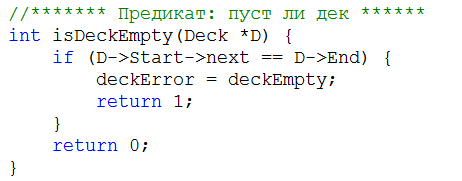 //******* Предикат: пуст ли дек ******
int isDeckEmpty(Deck *D) {
    if (D->Start->next == D->End) {
        deckError = deckEmpty;
        return 1;
    }
    return 0;
}